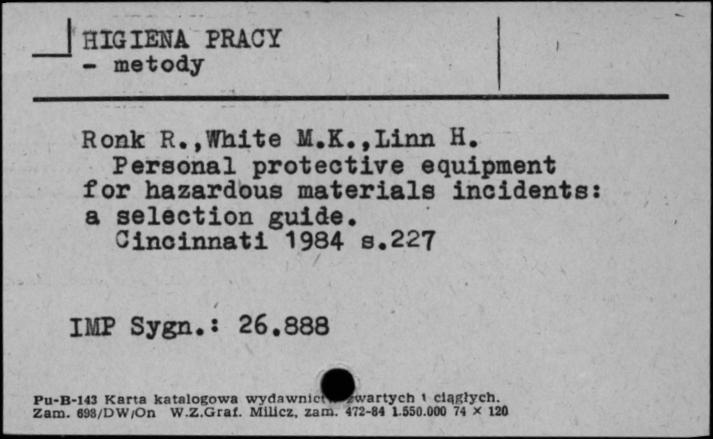 HIGIENA PRACY
- metody
Ronk R.,White M.K.,Linn H.
Personal protective equipment
for hazardous materials incidents:
a selection guide.
Cincinnati 1984 s.227
IMP Sygn.: 26.888
Pu-B-143 Karta katalogowa wydawnict zwartych i ciągłych.
Zam. 698/DW/On W.Z.Graf. Milicz, zam. 472-84 1.550.000 74 × 120